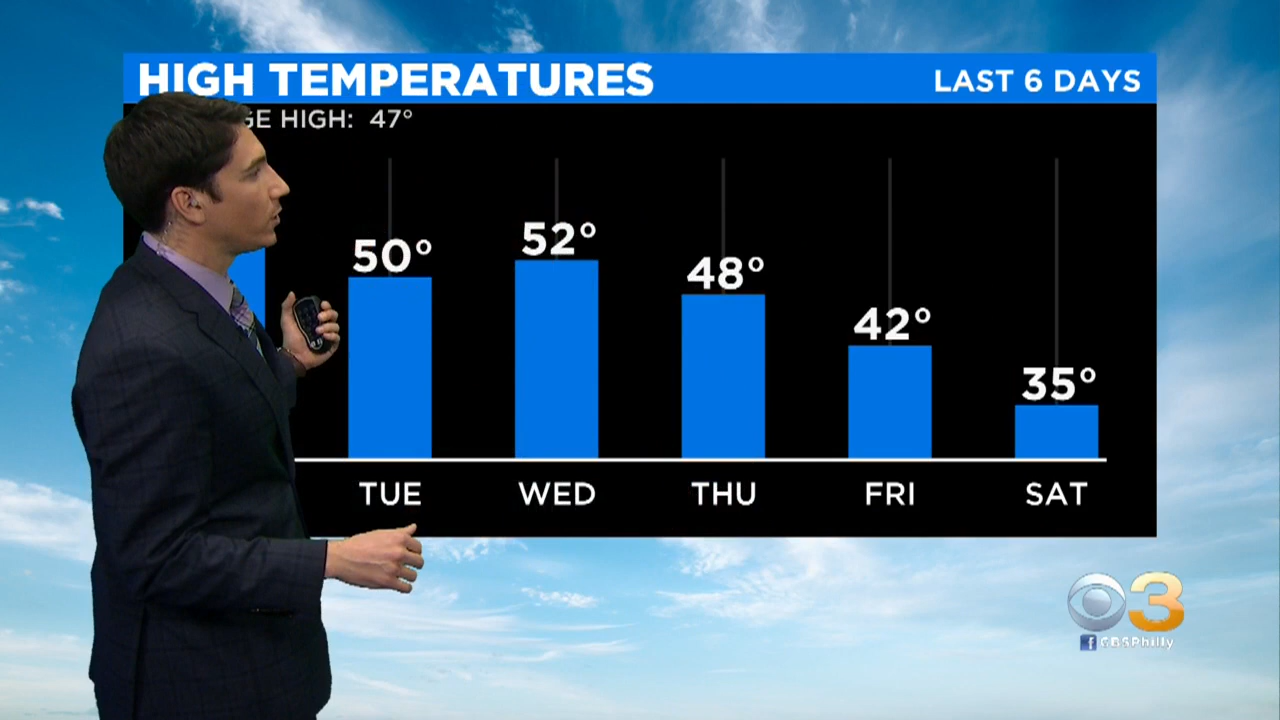 HIGH TEMPERATURES
LAST 6 DAYS
GE HIGH: 47°
50°
52°
48°
42°
35°
TUE
WED
THU
FRI
SAT
3
f CBSPhilly